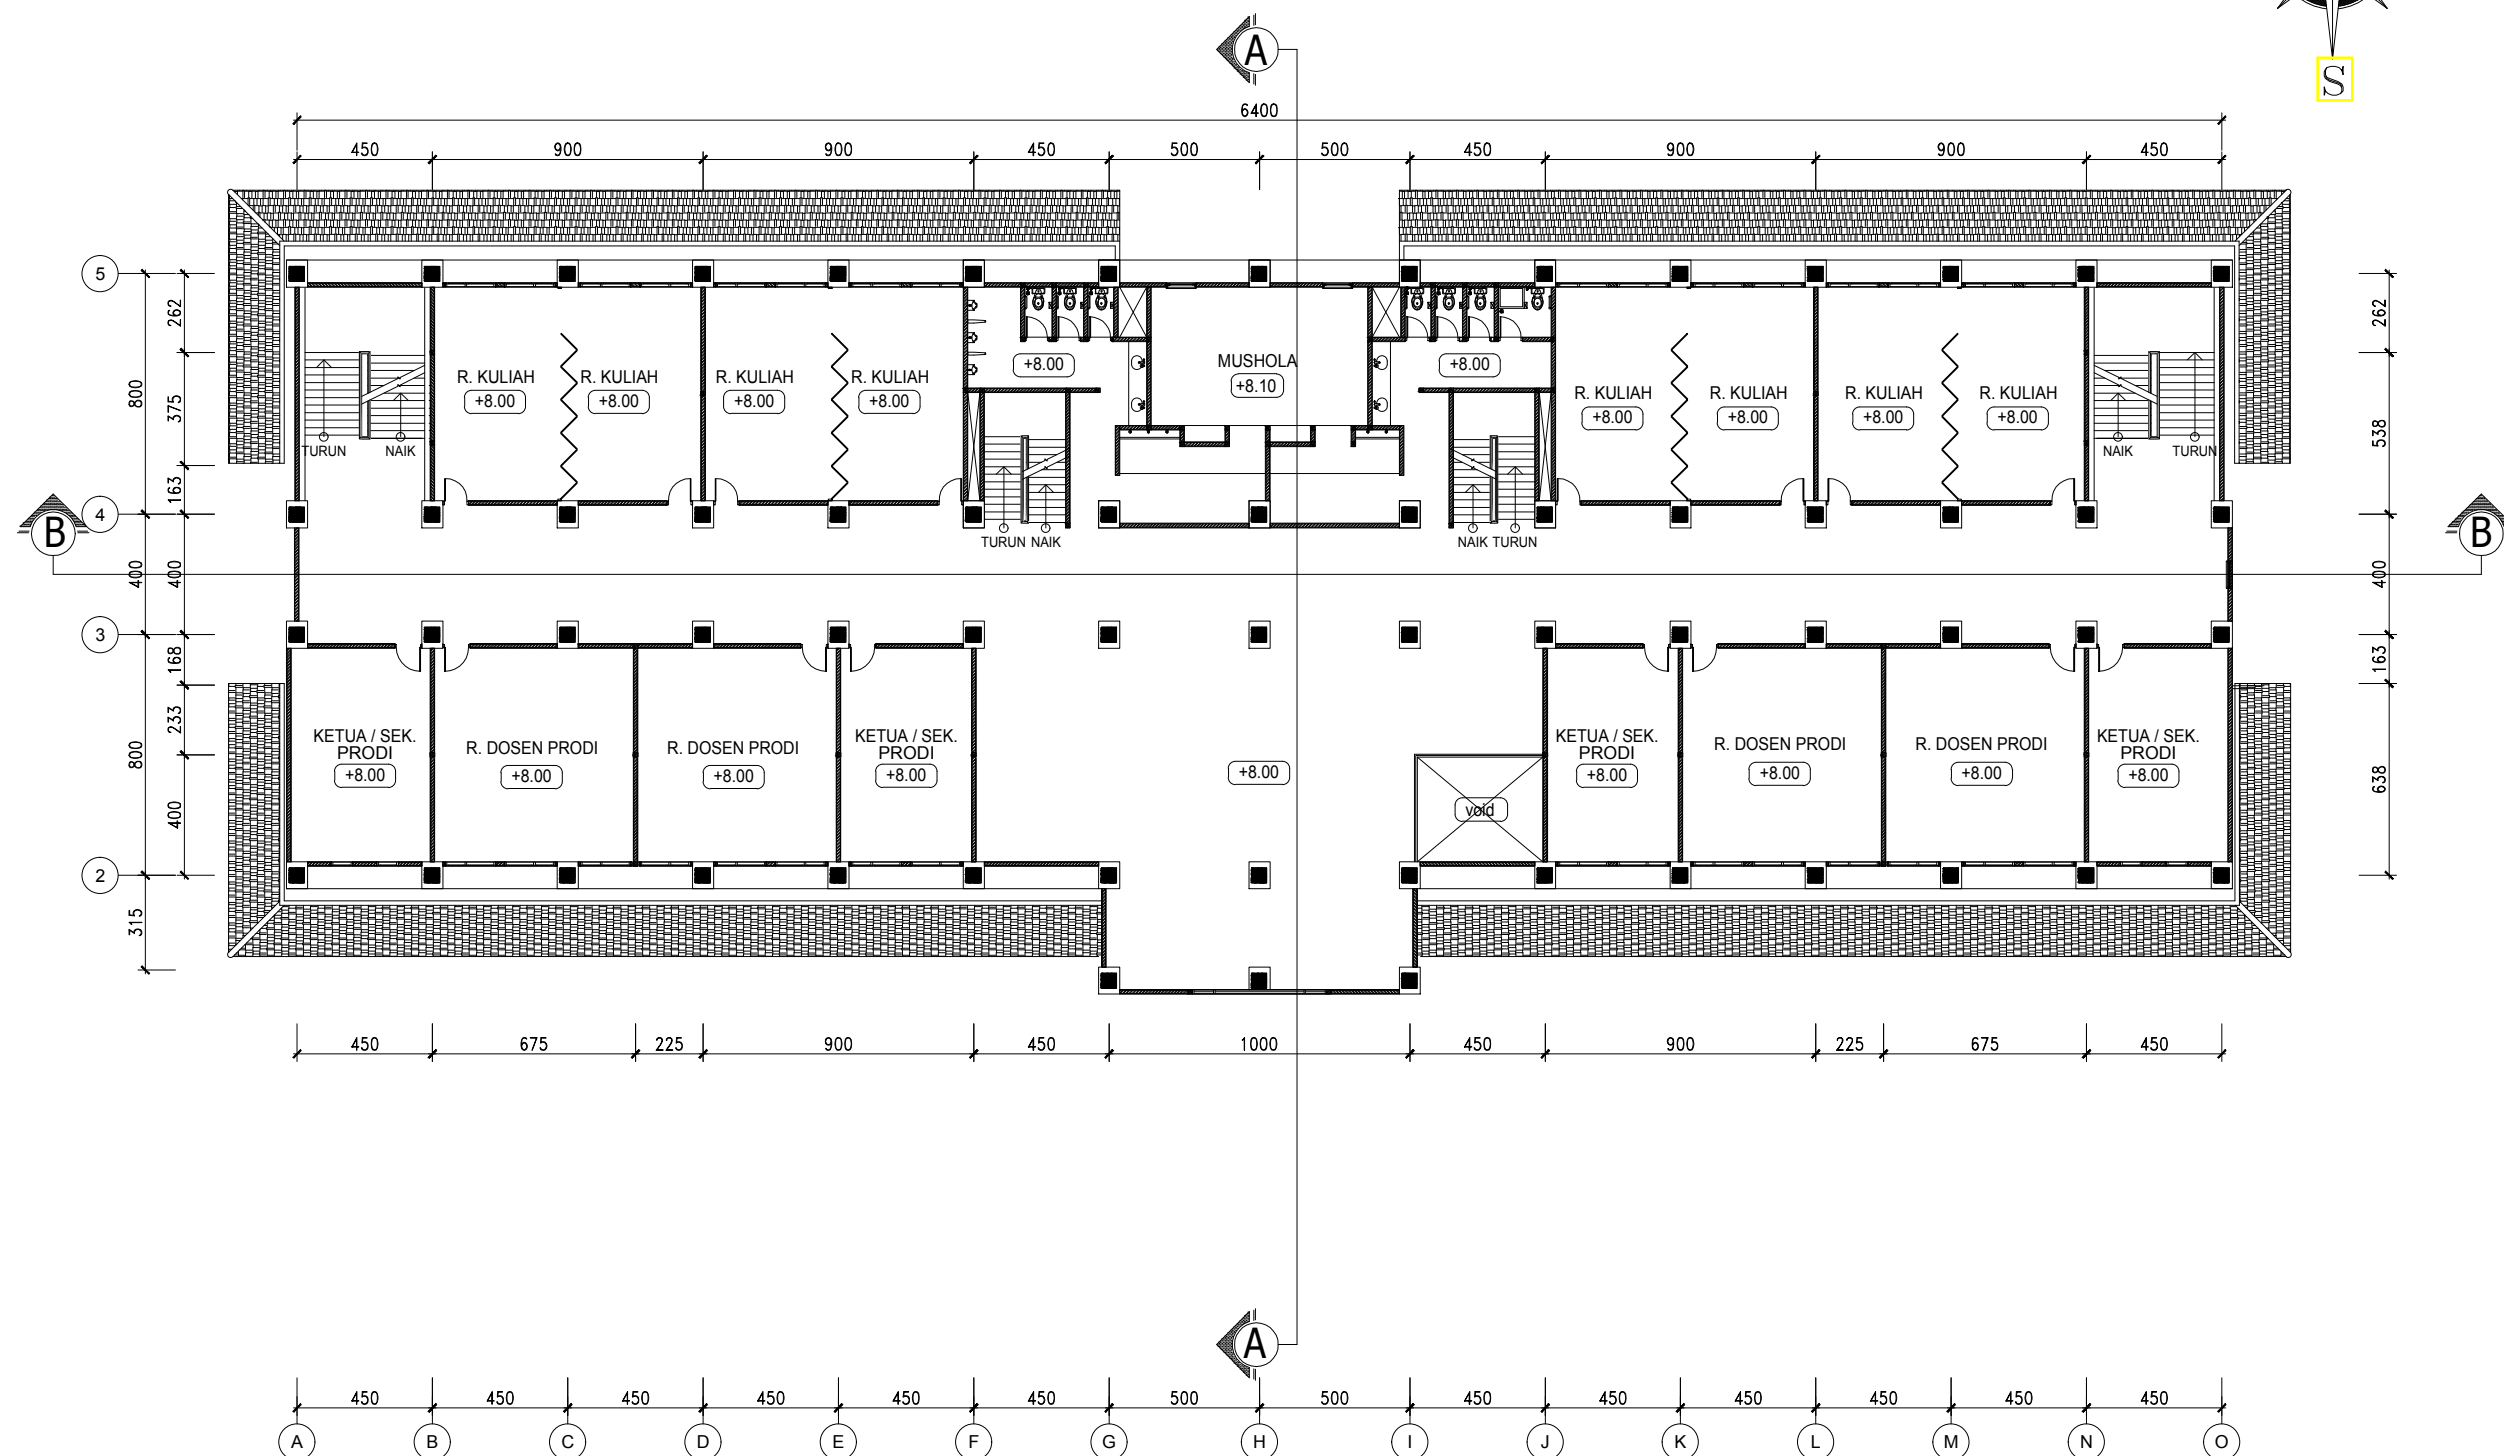 S
A
6400
450 900 900 450 500 500 450 900 900 450
5
262
262
MUSHOLA
+8.10
+8.00
+8.00
R. KULIAH
+8.00
R. KULIAH
+8.00
R. KULIAH
+8.00
R. KULIAH
+8.00
R. KULIAH
+8.00
R. KULIAH
+8.00
R. KULIAH
+8.00
R. KULIAH
+8.00
800
375
538
TURUN NAIK
NAIK TURUN
163
4
B
B
TURUN NAIK
NAIK TURUN
400
400
400
3
168
163
233
800
400
638
KETUA / SEK.
PRODI
+8.00
R. DOSEN PRODI
+8.00
R. DOSEN PRODI
+8.00
KETUA / SEK.
PRODI
+8.00
+8.00
void
KETUA / SEK.
PRODI
+8.00
R. DOSEN PRODI
+8.00
R. DOSEN PRODI
+8.00
KETUA / SEK.
PRODI
+8.00
2
315
450 675 225 900 450 1000 450 900 225 675 450
A
450 450 450 450 450 450 500 500 450 450 450 450 450 450
A B C D E F G H I J K L M N O